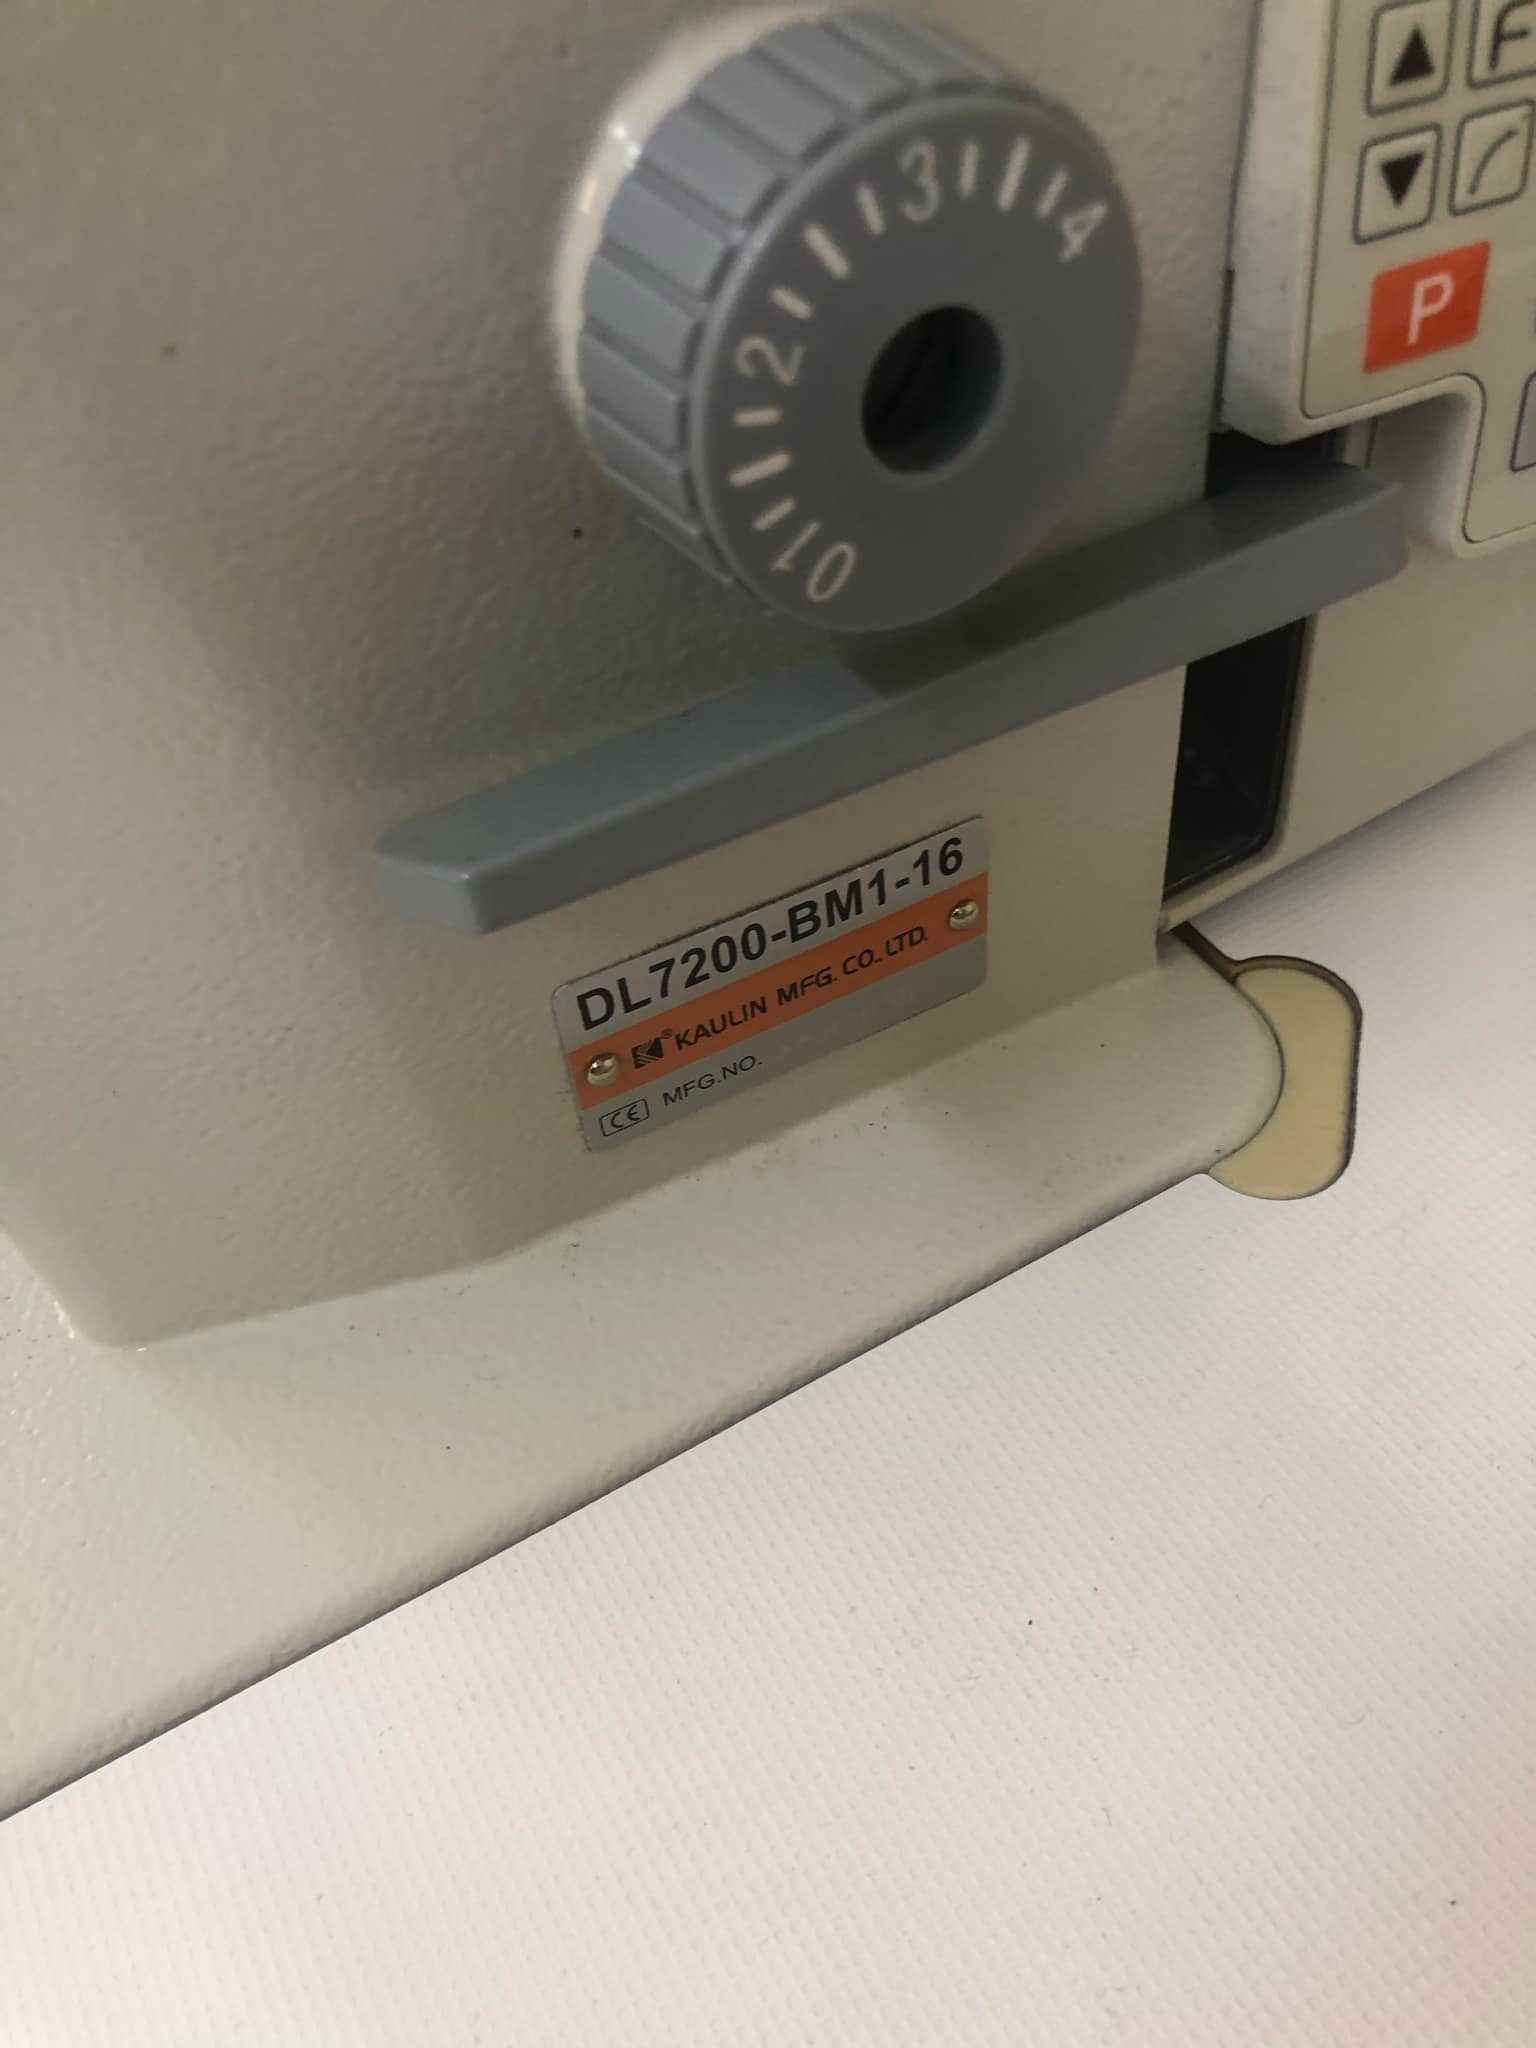 F
P
0 1 2 3 4
DL7200-BM1-16
KAULIN MFG. CO., LTD.
CE MFG.NO.